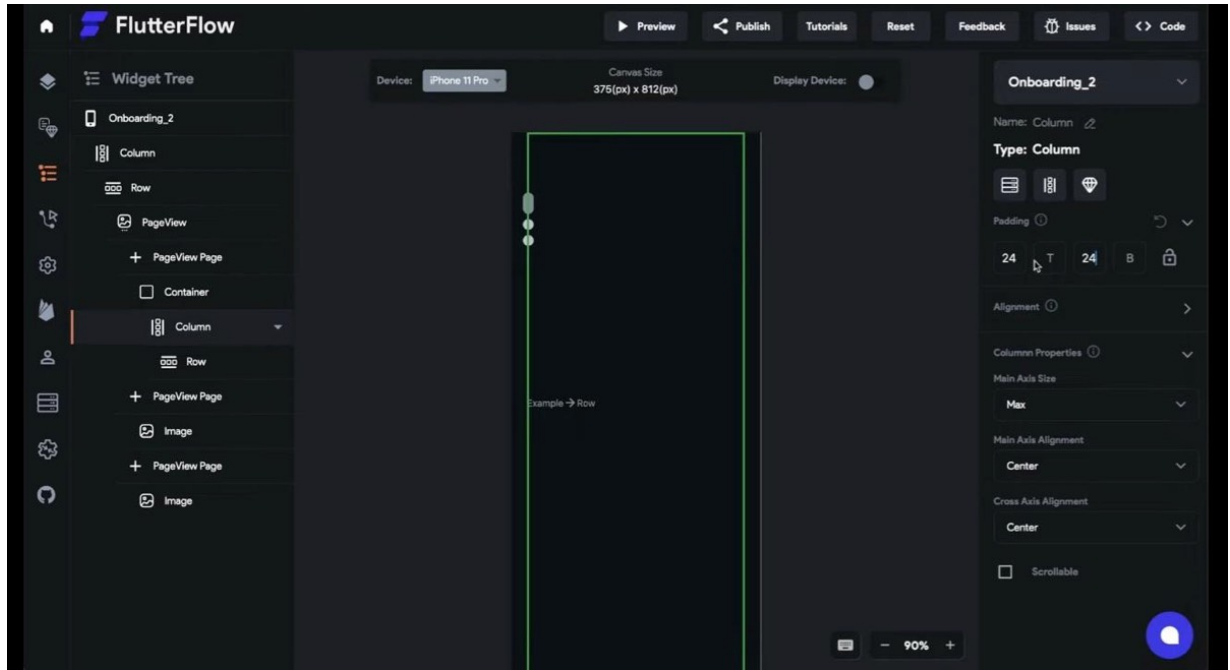 FlutterFlow
Preview
Publish
Tutorials
Reset
Feedback
Issues
<> Code
Widget Tree
Onboarding_2
Column
Row
PageView
PageView Page
Container
Column
Row
PageView Page
Image
PageView Page
Image
Device:
iPhone 11 Pro
Canvas Size
375(px) x 812(px)
Display Device:
Example → Row
90%
Onboarding_2
Name: Column
Type: Column
Padding
24 T 24 B
Alignment
Column Properties
Main Axis Size
Max
Main Axis Alignment
Center
Cross Axis Alignment
Center
Scrollable